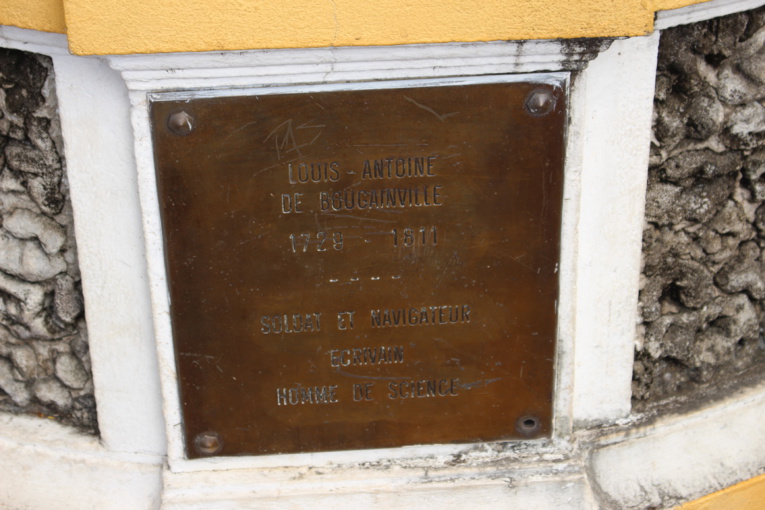 LOUIS - ANTOINE
DE BOUGAINVILLE
1729 - 1811
- - - -
SOLDAT ET NAVIGATEUR
ECRIVAIN
HOMME DE SCIENCE